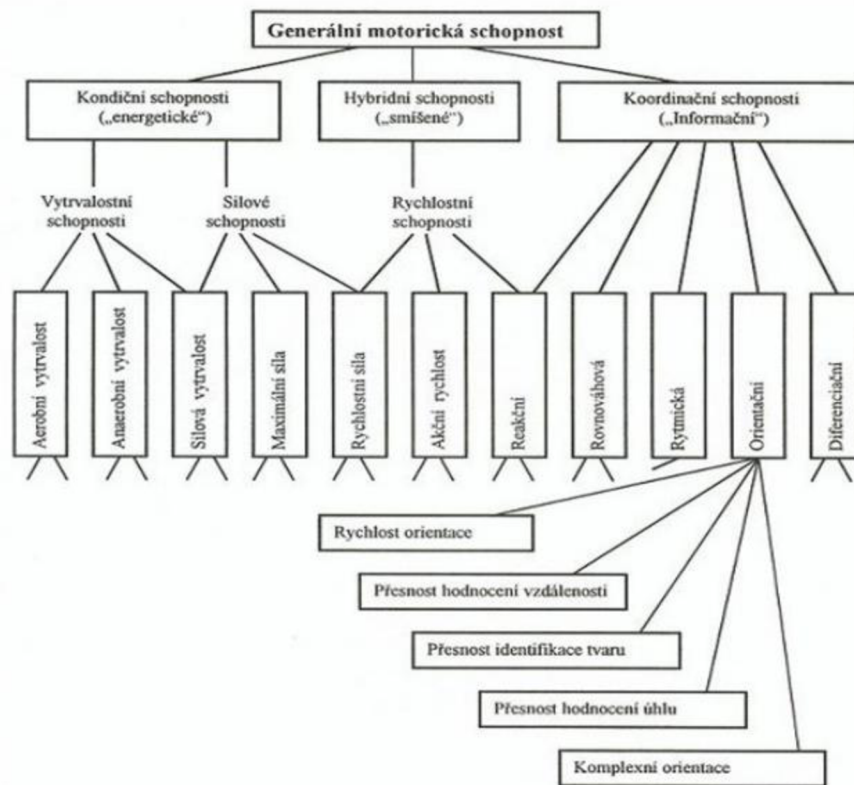 Generální motorická schopnost
Kondiční schopnosti
(„energetické“)
Hybridní schopnosti
(„smíšené“)
Koordinační schopnosti
(„Informační“)
Vytrvalostní
schopnosti
Silové
schopnosti
Rychlostní
schopnosti
Aerobní vytrvalost
Anaerobní vytrvalost
Silová vytrvalost
Maximální síla
Rychlostní síla
Akční rychlost
Reakční
Rovnováhová
Rytmická
Orientační
Diferenciační
Rychlost orientace
Přesnost hodnocení vzdálenosti
Přesnost identifikace tvaru
Přesnost hodnocení úhlu
Komplexní orientace